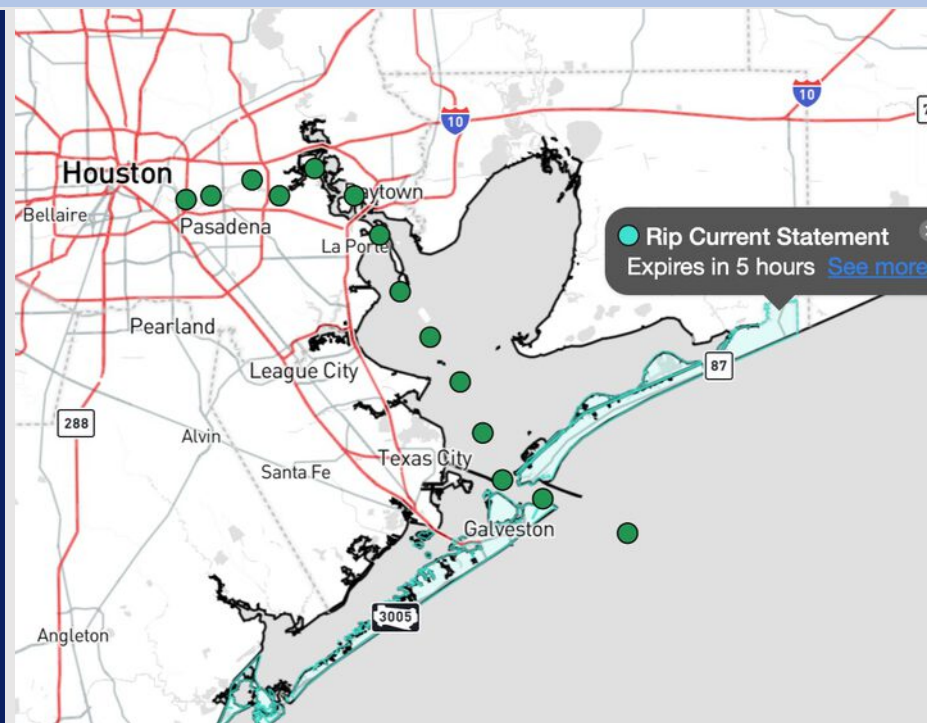 10
10
7
Houston
Baytown
Bellaire
Pasadena
La Porte
Rip Current Statement
Expires in 5 hours See more
Pearland
League City
87
288
Alvin
Texas City
Santa Fe
Galveston
3005
Angleton